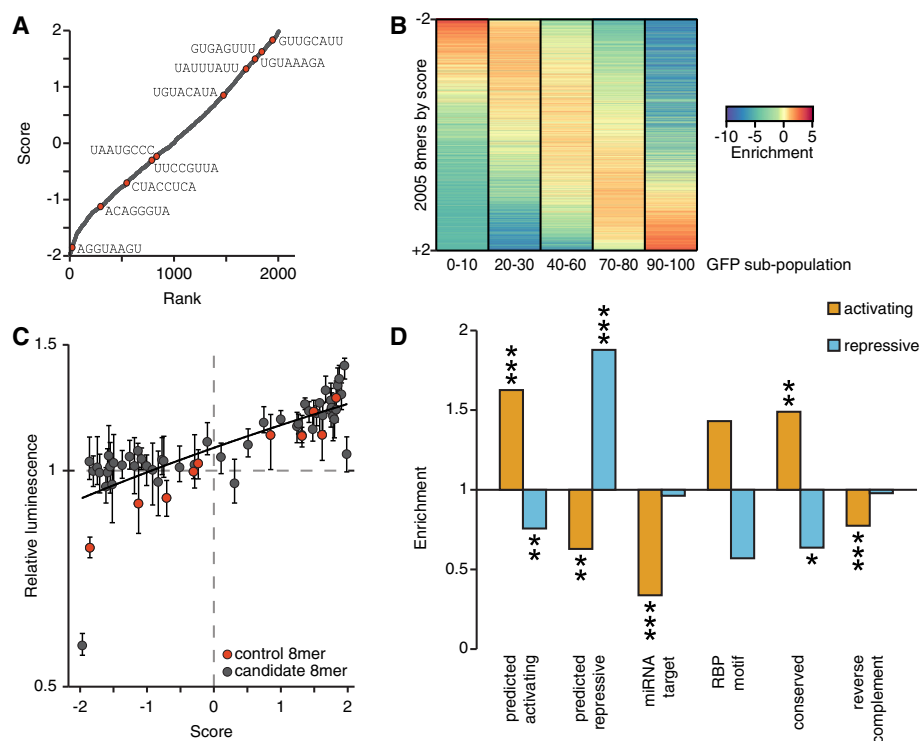 A
Score
2
1
0
-1
-2
GUUGCAUU
GUGAGUUU
UGUAAAGA
UAUUUAUU
UGUACAUA
UAAUGCCC
UUCCGUUA
CUACCUCA
ACAGGGUA
AGGUAAGU
0
1000
2000
Rank
B
2005 8mers by score
-2
+2
0-10
20-30
40-60
70-80
90-100
GFP sub-population
-10
-5
0
5
Enrichment
C
Relative luminescence
1.5
1
0.5
control 8mer
candidate 8mer
-2
-1
0
1
2
Score
D
activating
repressive
Enrichment
2
1.5
1
0.5
0
***
**
**
***
***
**
*
***
predicted
activating
predicted
repressive
miRNA
target
RBP
motif
conserved
reverse
complement